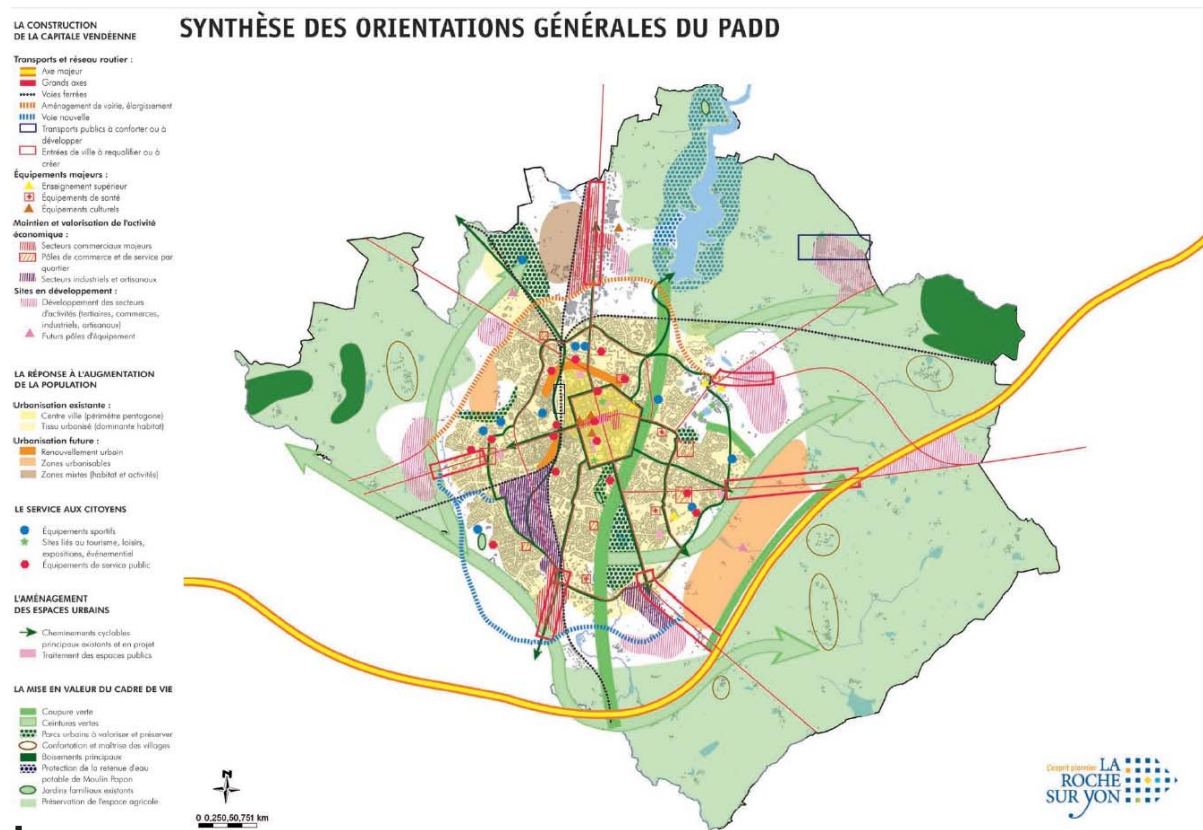 SYNTHÈSE DES ORIENTATIONS GÉNÉRALES DU PADD
LA CONSTRUCTION
DE LA CAPITALE VENDÉENNE
Transports et réseau routier :
Axe majeur
Grands axes
Voies ferrées
Aménagement de voirie, élargissement
Voie nouvelle
Transports publics à conforter ou à
développer
Entrées de ville à requalifier ou à
créer
Équipements majeurs :
Enseignement supérieur
Équipements de santé
Équipements culturels
Maintien et valorisation de l'activité
économique :
Secteurs commerciaux majeurs
Pôles de commerce et de service par
quartier
Secteurs industriels et artisanaux
Sites en développement :
Développement des secteurs
d'activités (tertiaires, commerces,
industriels, artisanaux)
Futurs pôles d'équipement
LA RÉPONSE À L'AUGMENTATION
DE LA POPULATION
Urbanisation existante :
Centre ville (périmètre pentagone)
Tissu urbanisé (dominante habitat)
Urbanisation future :
Renouvellement urbain
Zones urbanisables
Zones mixtes (habitat et activités)
LE SERVICE AUX CITOYENS
Équipements sportifs
Sites liés au tourisme, loisirs,
expositions, événementiel
Équipements de service public
L'AMÉNAGEMENT
DES ESPACES URBAINS
Cheminements cyclables
principaux existants et en projet
Traitement des espaces publics
LA MISE EN VALEUR DU CADRE DE VIE
Coupure verte
Ceintures vertes
Parcs urbains à valoriser et préserver
Confortation et maîtrise des villages
Boisements principaux
Protection de la retenue d'eau
potable de Moulin Papon
Jardins familiaux existants
Préservation de l'espace agricole
N
0 0,250,50,751 km
l'esprit pionnier
LA
ROCHE
SUR YON